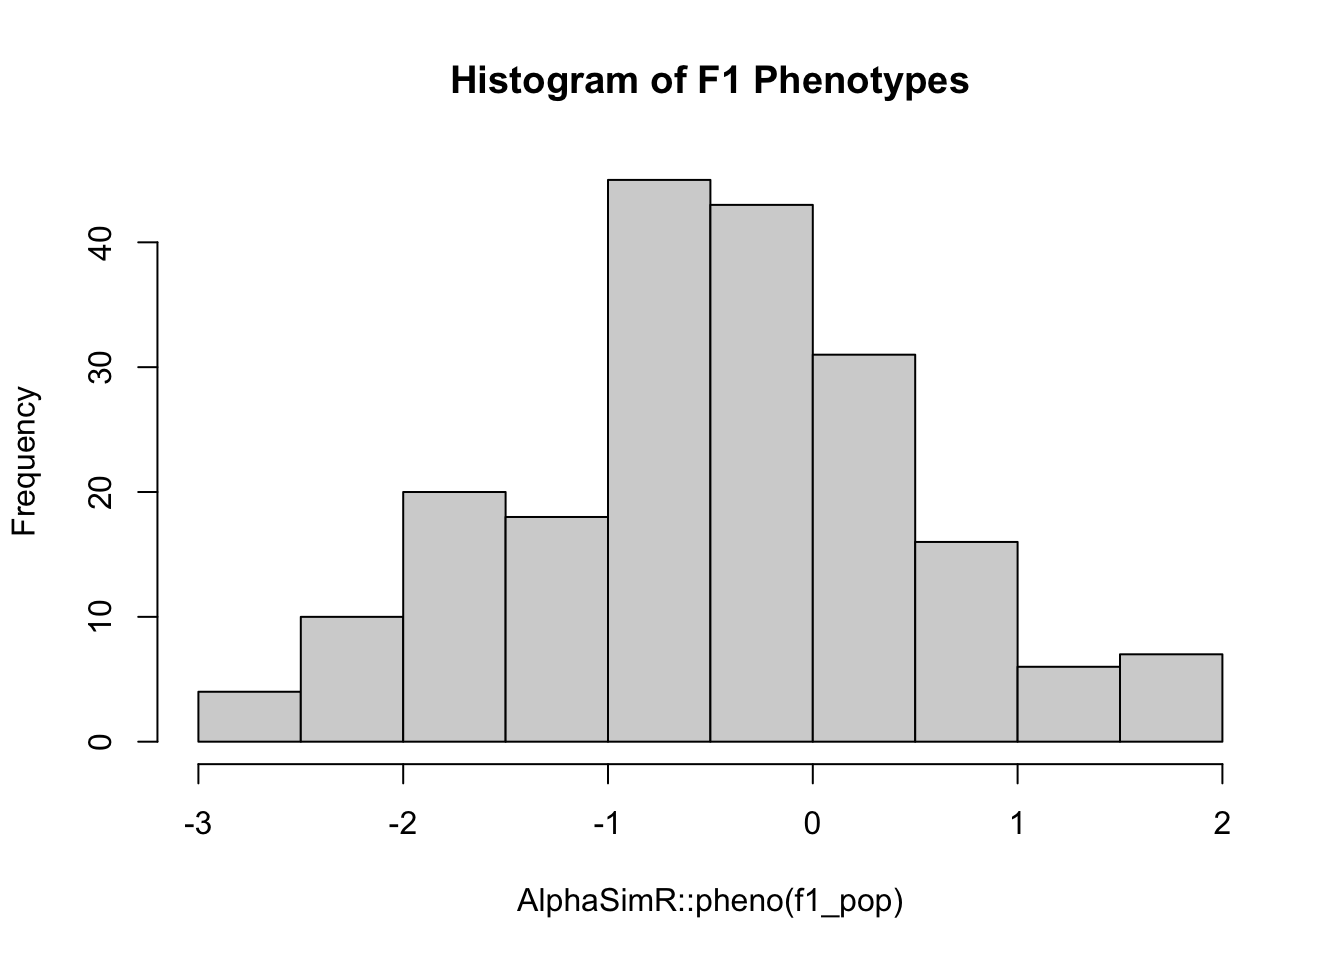 Histogram of F1 Phenotypes
Frequency
40
30
20
10
0
-3 -2 -1 0 1 2
AlphaSimR::pheno(f1_pop)